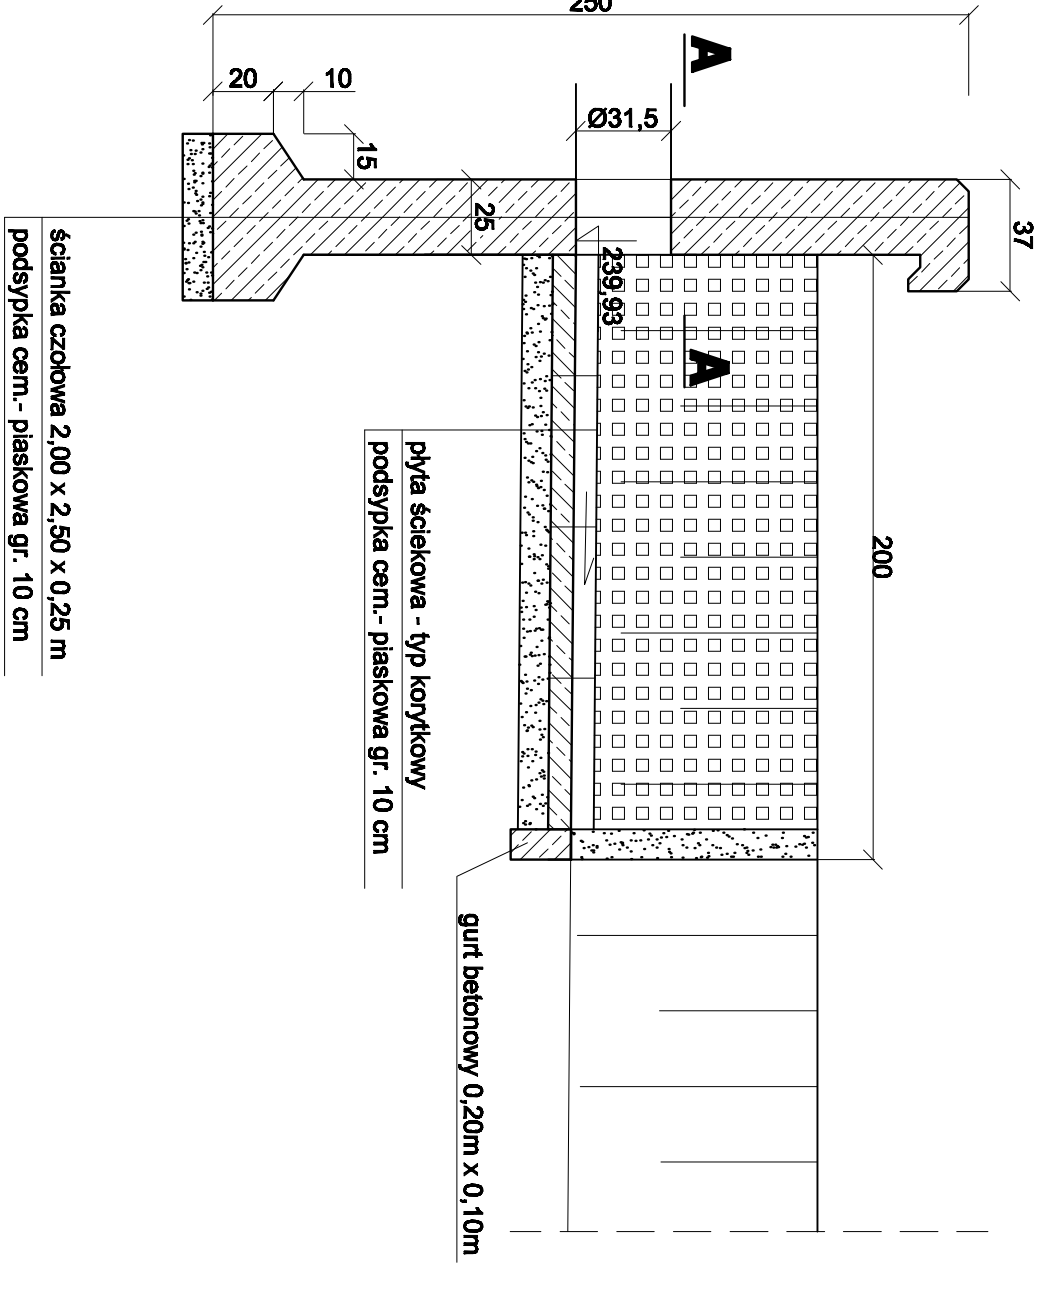 250
A
20
10
Ø31,5
15
25
37
239,93
A
200
ścianka czołowa 2,00 x 2,50 x 0,25 m
podsypka cem.- piaskowa gr. 10 cm
płyta ściekowa - typ korytkowy
podsypka cem.- piaskowa gr. 10 cm
gurt betonowy 0,20m x 0,10m